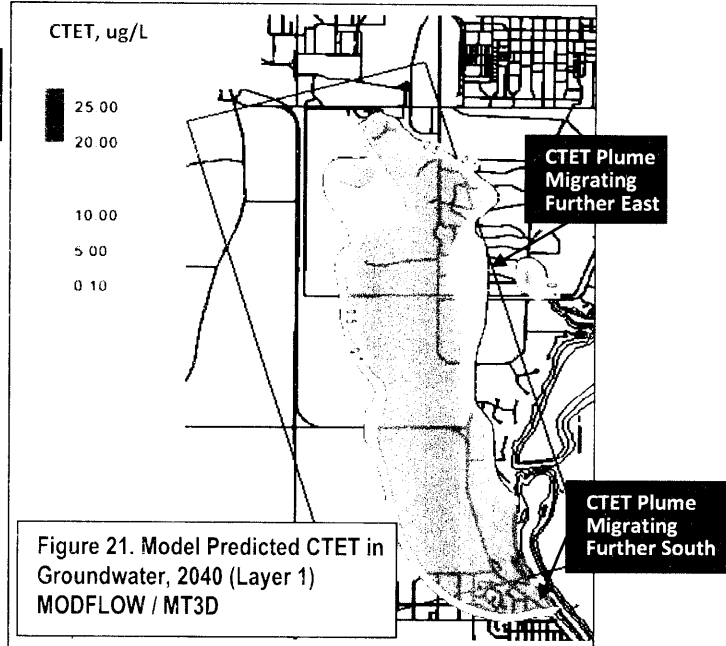 CTET, ug/L
25 00
20 00
10 00
5 00
0 10
CTET Plume
Migrating
Further East
CTET Plume
Migrating
Further South
Figure 21. Model Predicted CTET in
Groundwater, 2040 (Layer 1)
MODFLOW / MT3D